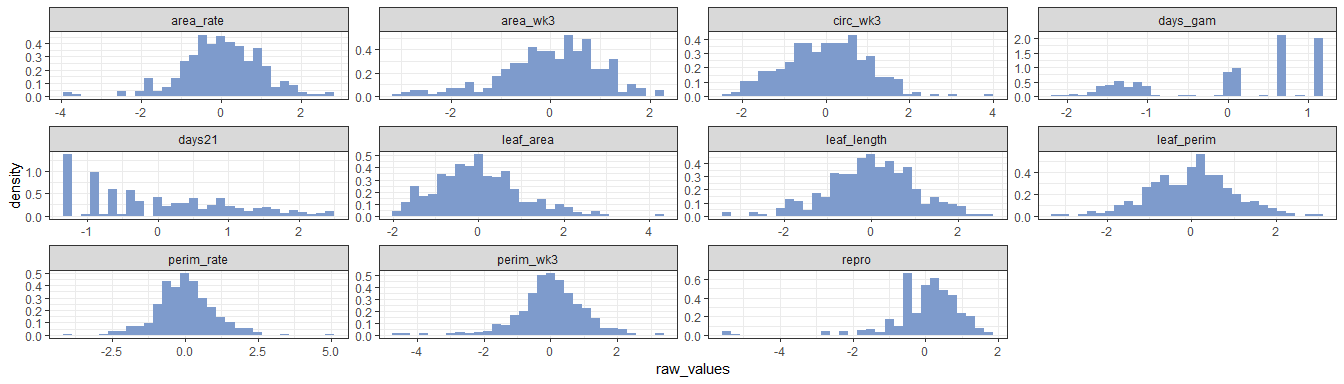 area_rate area_wk3 circ_wk3 days_gam
0.4 0.3 0.2 0.1 0.0
0.4 0.2 0.0
0.4 0.3 0.2 0.1 0.0
2.0 1.5 1.0 0.5 0.0
-4 -2 0 2
-2 0 2
-2 0 2 4
-2 -1 0 1
days21 leaf_area leaf_length leaf_perim
1.0 0.5 0.0
0.5 0.4 0.3 0.2 0.1 0.0
0.4 0.3 0.2 0.1 0.0
0.4 0.2 0.0
-1 0 1 2
-2 0 2 4
-2 0 2
-2 0 2
density
perim_rate perim_wk3 repro
0.5 0.4 0.3 0.2 0.1 0.0
0.5 0.4 0.3 0.2 0.1 0.0
0.6 0.4 0.2 0.0
-2.5 0.0 2.5 5.0
-4 -2 0 2
-4 -2 0 2
raw_values